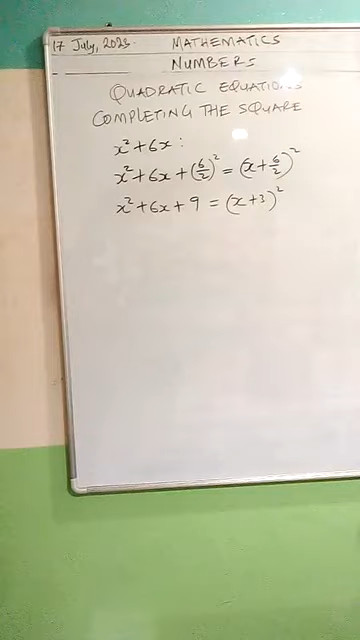 17 July, 2023. MATHEMATICS
NUMBERS
QUADRATIC EQUATIONS
COMPLETING THE SQUARE
x² + 6x :
x² + 6x + (6/2)² = (x + 6/2)²
x² + 6x + 9 = (x + 3)²